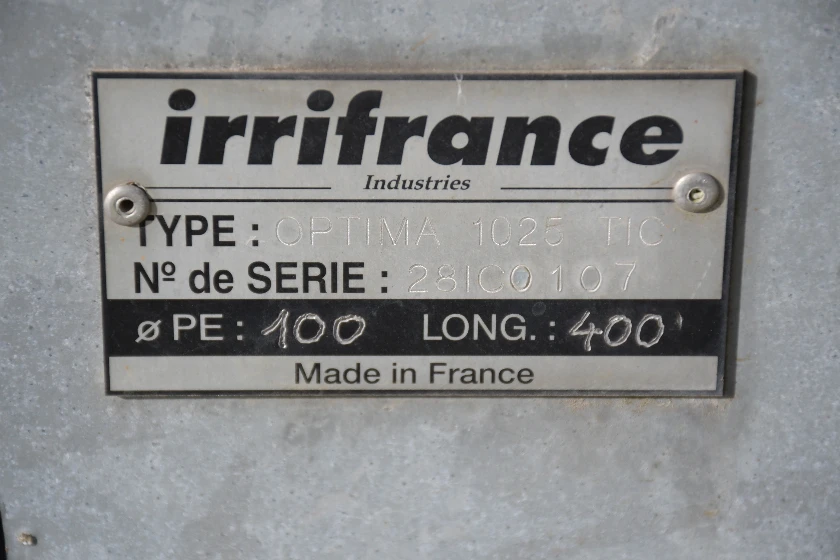 irrifrance
Industries
TYPE : OPTIMA 1025 TIC
Nº de SERIE : 28IC0107
ø PE : 100 LONG. : 400
Made in France